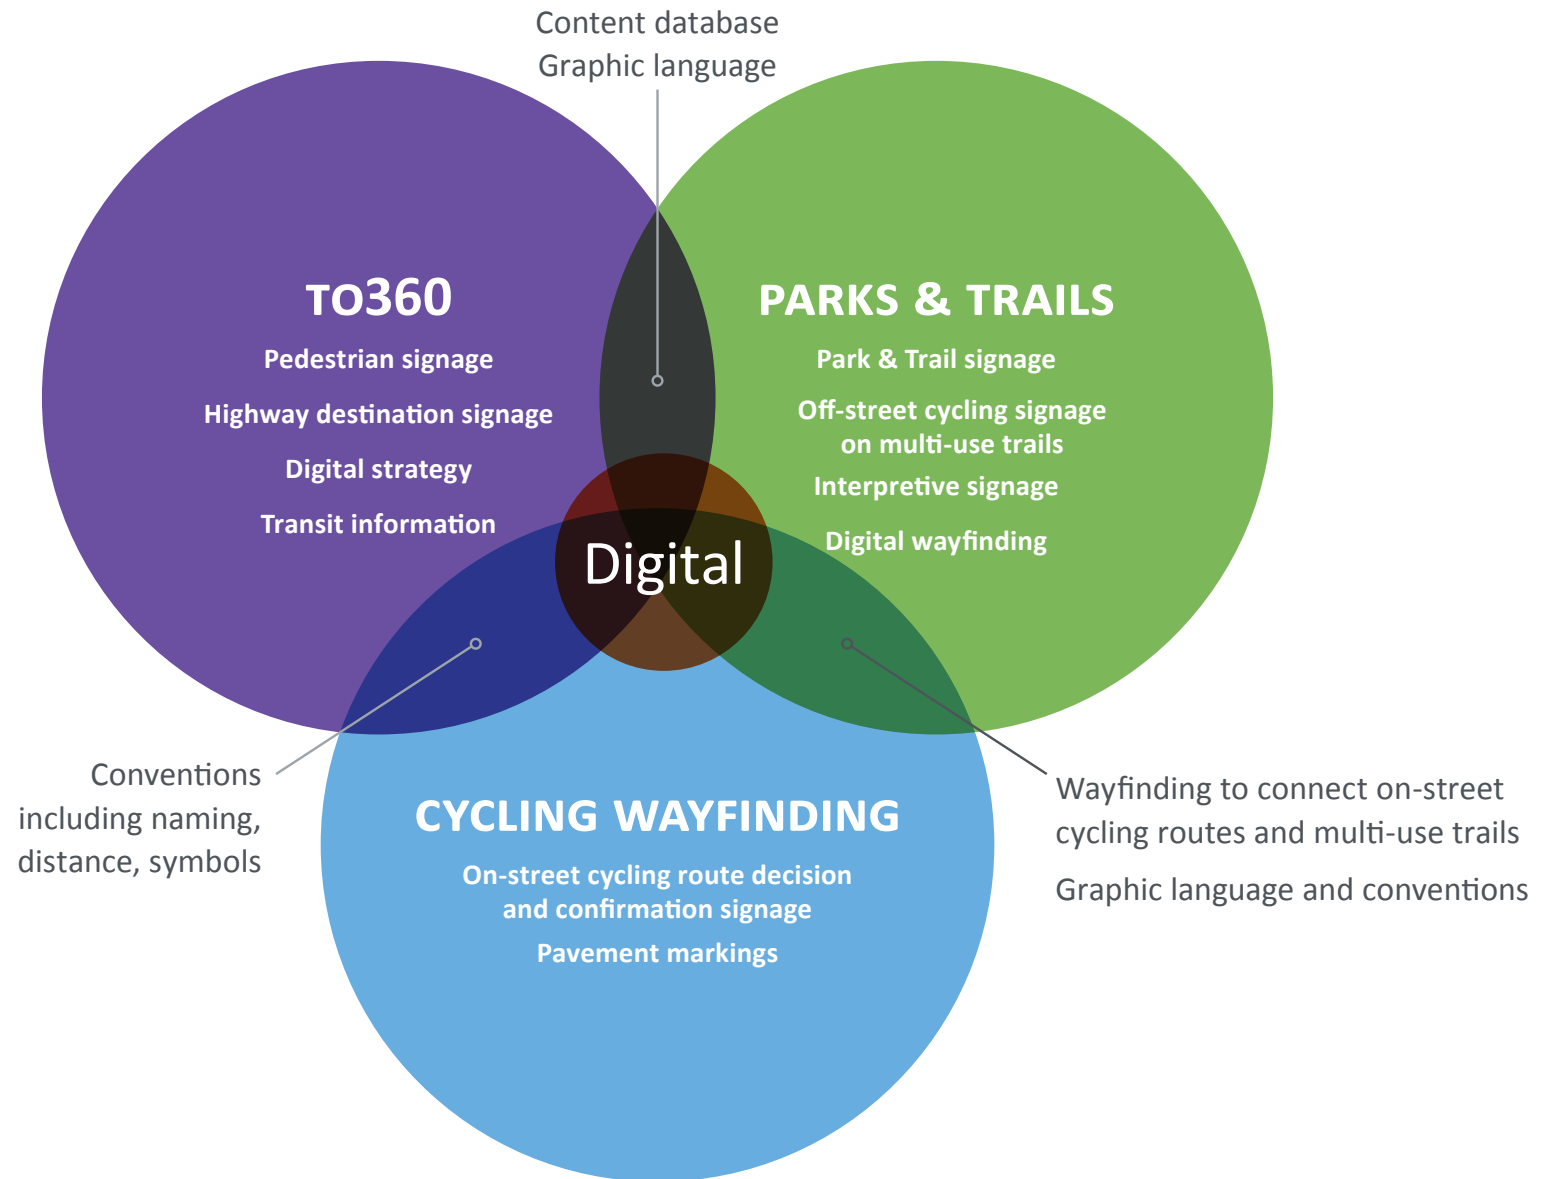 Content database
Graphic language
TO360
Pedestrian signage
Highway destination signage
Digital strategy
Transit information
PARKS & TRAILS
Park & Trail signage
Off-street cycling signage
on multi-use trails
Interpretive signage
Digital wayfinding
Digital
Conventions
including naming,
distance, symbols
CYCLING WAYFINDING
On-street cycling route decision
and confirmation signage
Pavement markings
Wayfinding to connect on-street
cycling routes and multi-use trails
Graphic language and conventions